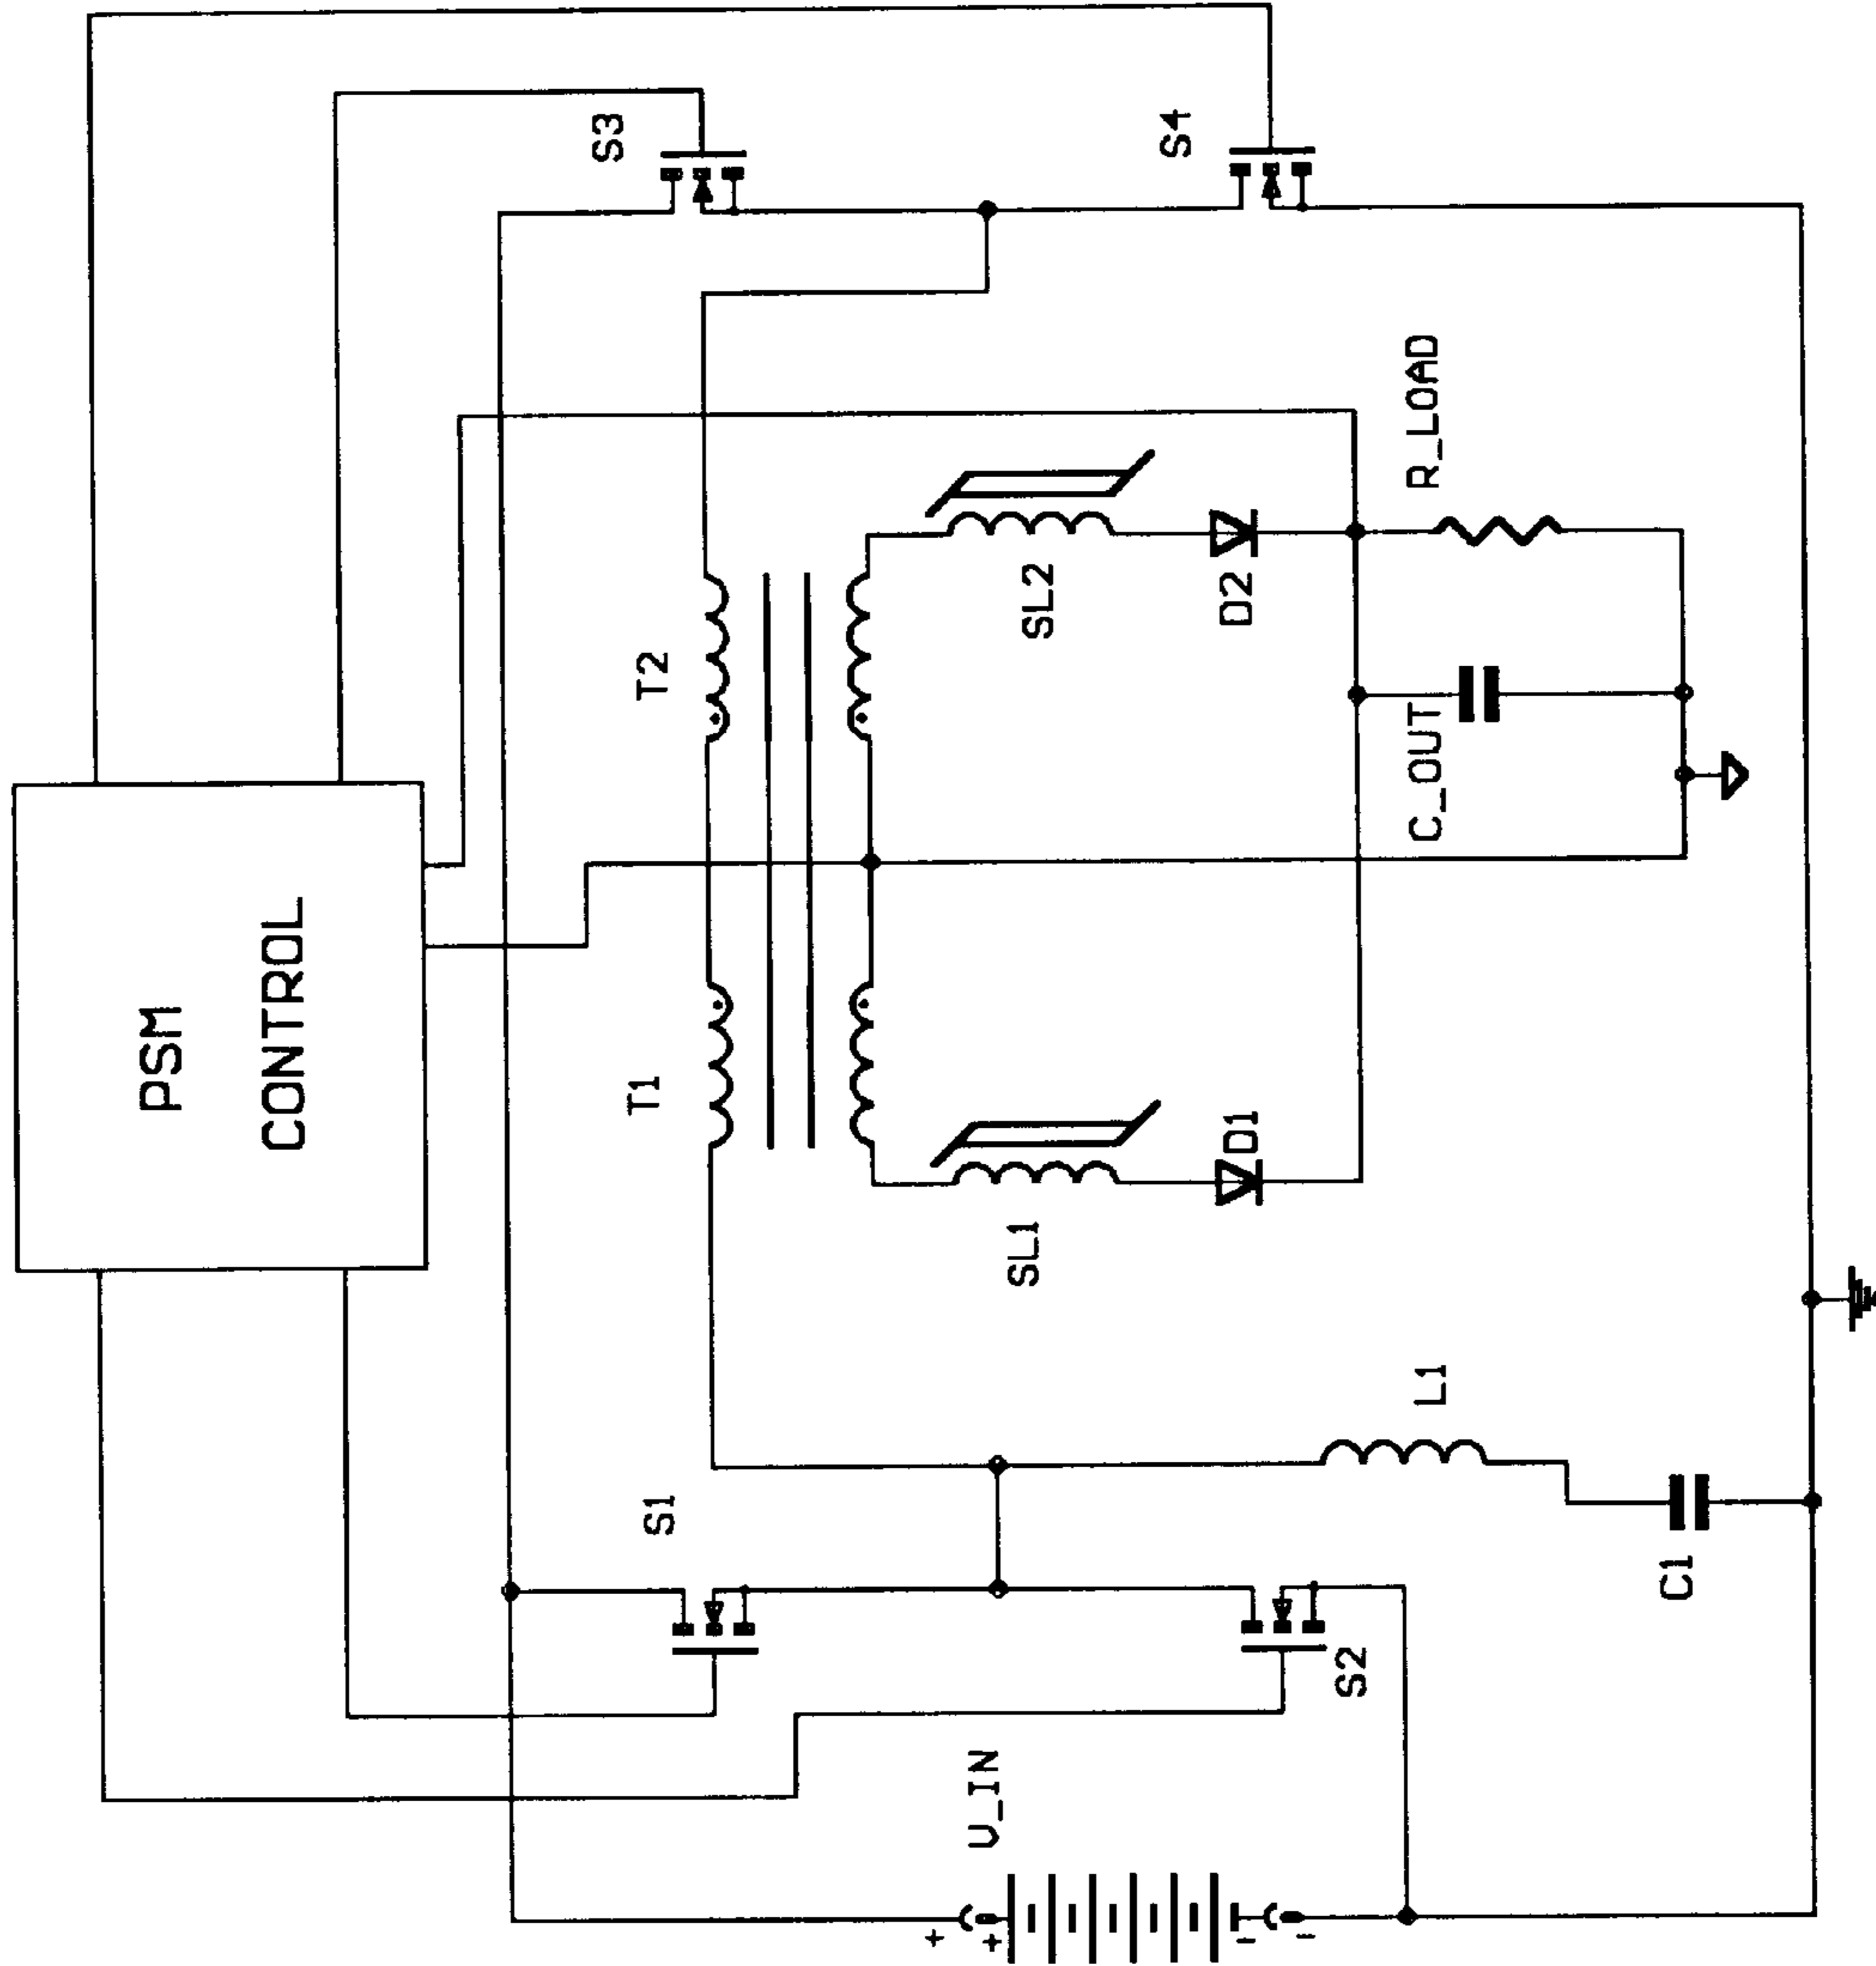 PSM
CONTROL
S3
S4
T2
T1
R_LOAD
SL2
D2
C_OUT
D1
SL1
L1
S1
C1
S2
U_IN
+
+
-
-